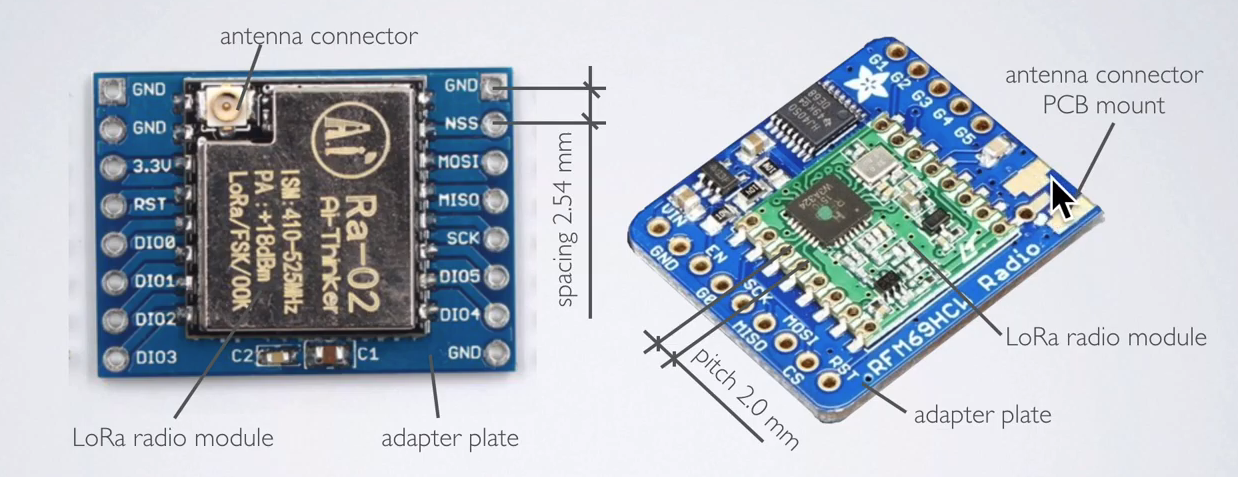 antenna connector
GND
GND
3.3V
RST
DIO0
DIO1
DIO2
DIO3
GND
NSS
MOSI
MISO
SCK
DIO5
DIO4
GND
Ai
Ra-02
AI-Thinker
ISM:410-525MHz
PA:+18dBm
LoRa/FSK/OOK
C2
C1
spacing 2.54 mm
LoRa radio module
adapter plate
antenna connector
PCB mount
G1
G2
G3
G4
G5
HJ4050
VIN
GND
EN
G0
SCK
MISO
MOSI
CS
RST
RFM69HCW Radio
pitch 2.0 mm
LoRa radio module
adapter plate